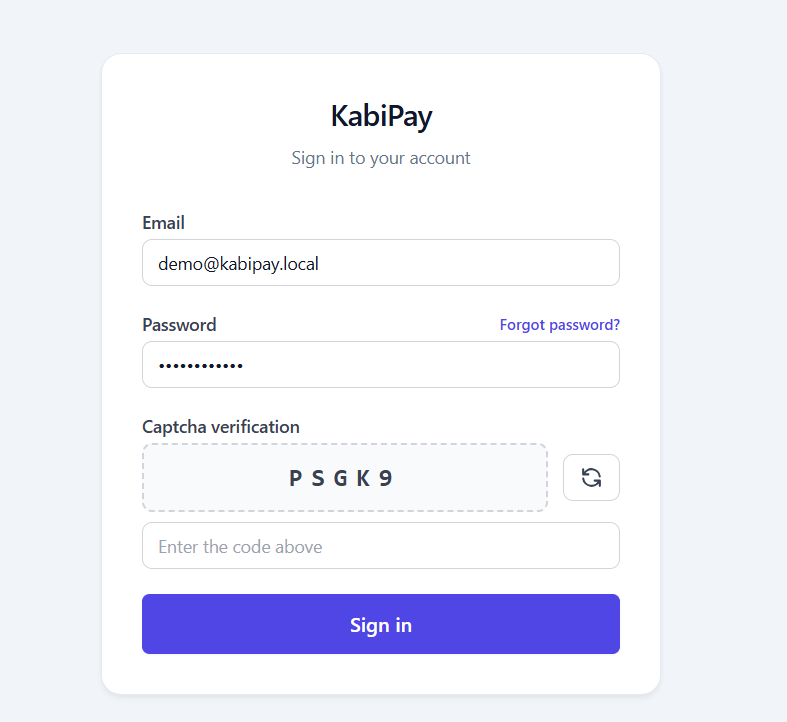 KabiPay
Sign in to your account
Email
demo@kabipay.local
Password Forgot password?
••••••••••••
Captcha verification
P S G K 9
Enter the code above
Sign in